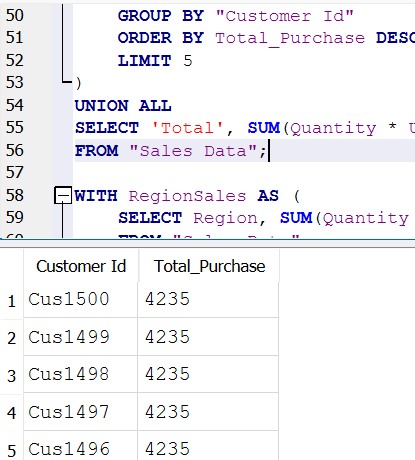 50 GROUP BY "Customer Id"
51 ORDER BY Total_Purchase DESC
52 LIMIT 5
53 )
54 UNION ALL
55 SELECT 'Total', SUM(Quantity * U
56 FROM "Sales Data";
57
58 WITH RegionSales AS (
59 SELECT Region, SUM(Quantity
Customer Id Total_Purchase
1 Cus1500 4235
2 Cus1499 4235
3 Cus1498 4235
4 Cus1497 4235
5 Cus1496 4235